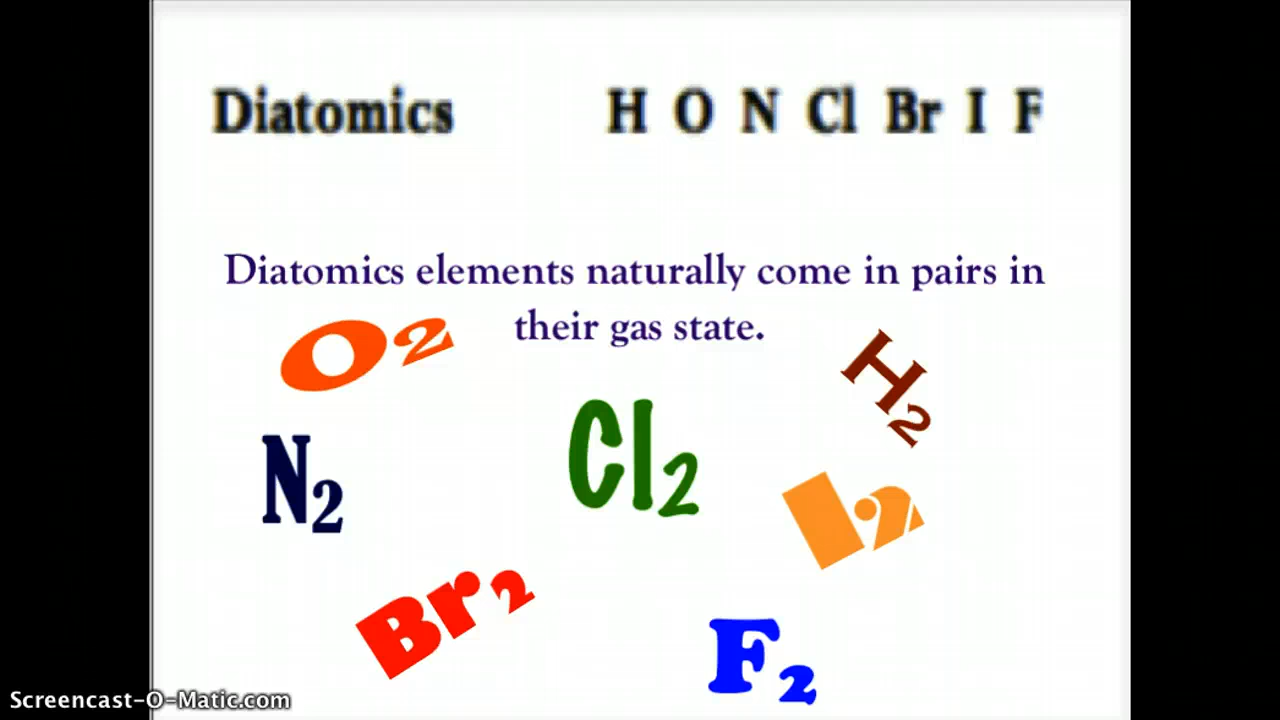 Diatomics H O N Cl Br I F
Diatomics elements naturally come in pairs in
their gas state.
O2
H2
N2
Cl2
I2
Br2
F2
Screencast-O-Matic.com